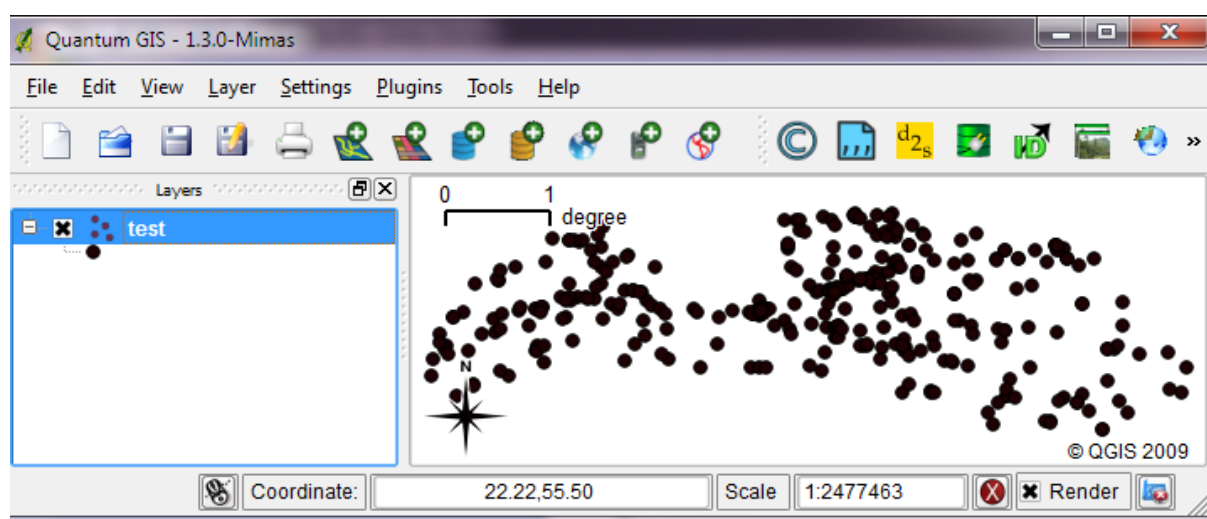 Quantum GIS - 1.3.0-Mimas
File Edit View Layer Settings Plugins Tools Help
© ,,, d2s I/D »
Layers
test
0 1
degree
N
© QGIS 2009
Coordinate: 22.22,55.50 Scale 1:2477463 Render